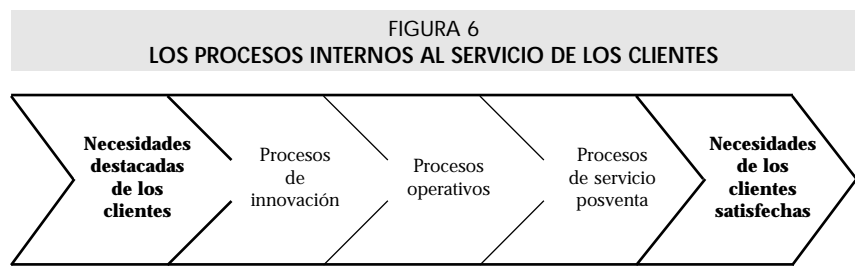 FIGURA 6
LOS PROCESOS INTERNOS AL SERVICIO DE LOS CLIENTES
Necesidades
destacadas
de los
clientes
Procesos
de
innovación
Procesos
operativos
Procesos
de servicio
posventa
Necesidades
de los
clientes
satisfechas